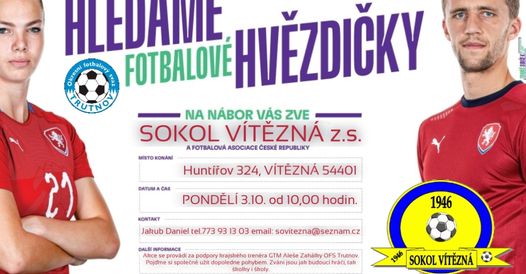 HLEDÁME
FOTBALOVÉ
HVĚZDIČKY
Okresní fotbalový svaz
TRUTNOV
NA NÁBOR VÁS ZVE
SOKOL VÍTĚZNÁ z.s.
A FOTBALOVÁ ASOCIACE ČESKÉ REPUBLIKY
MÍSTO KONÁNÍ
Huntířov 324, VÍTĚZNÁ 54401
DATUM A ČAS
PONDĚLÍ 3.10. od 10,00 hodin.
KONTAKT
Jakub Daniel tel.773 93 13 03 email: sovitezna@seznam.cz
DALŠÍ INFORMACE
Akce se provádí za podpory krajského trenéra GTM Aleše Zahálky OFS Trutnov.
Pojďme si společně užít dopoledne pohybem. Zváni jsou jak budoucí hráči, tak
školky i školy.
21
1946
1946
SOKOL VÍTĚZNÁ